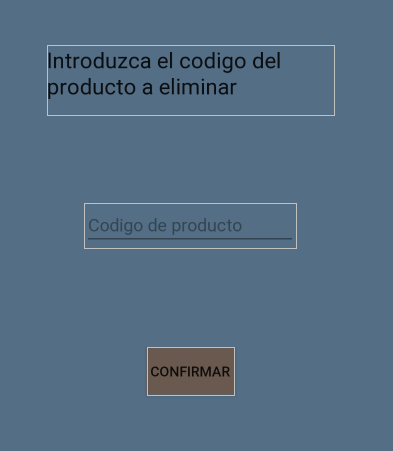 Introduzca el codigo del
producto a eliminar
Codigo de producto
CONFIRMAR